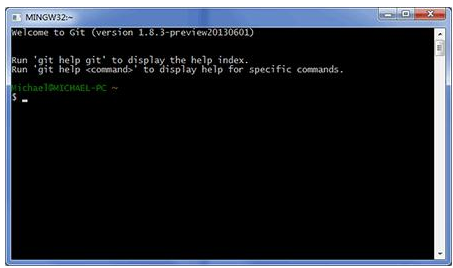 MINGW32:~
Welcome to Git (version 1.8.3-preview20130601)
Run 'git help git' to display the help index.
Run 'git help <command>' to display help for specific commands.
Michael@MICHAEL-PC ~
$